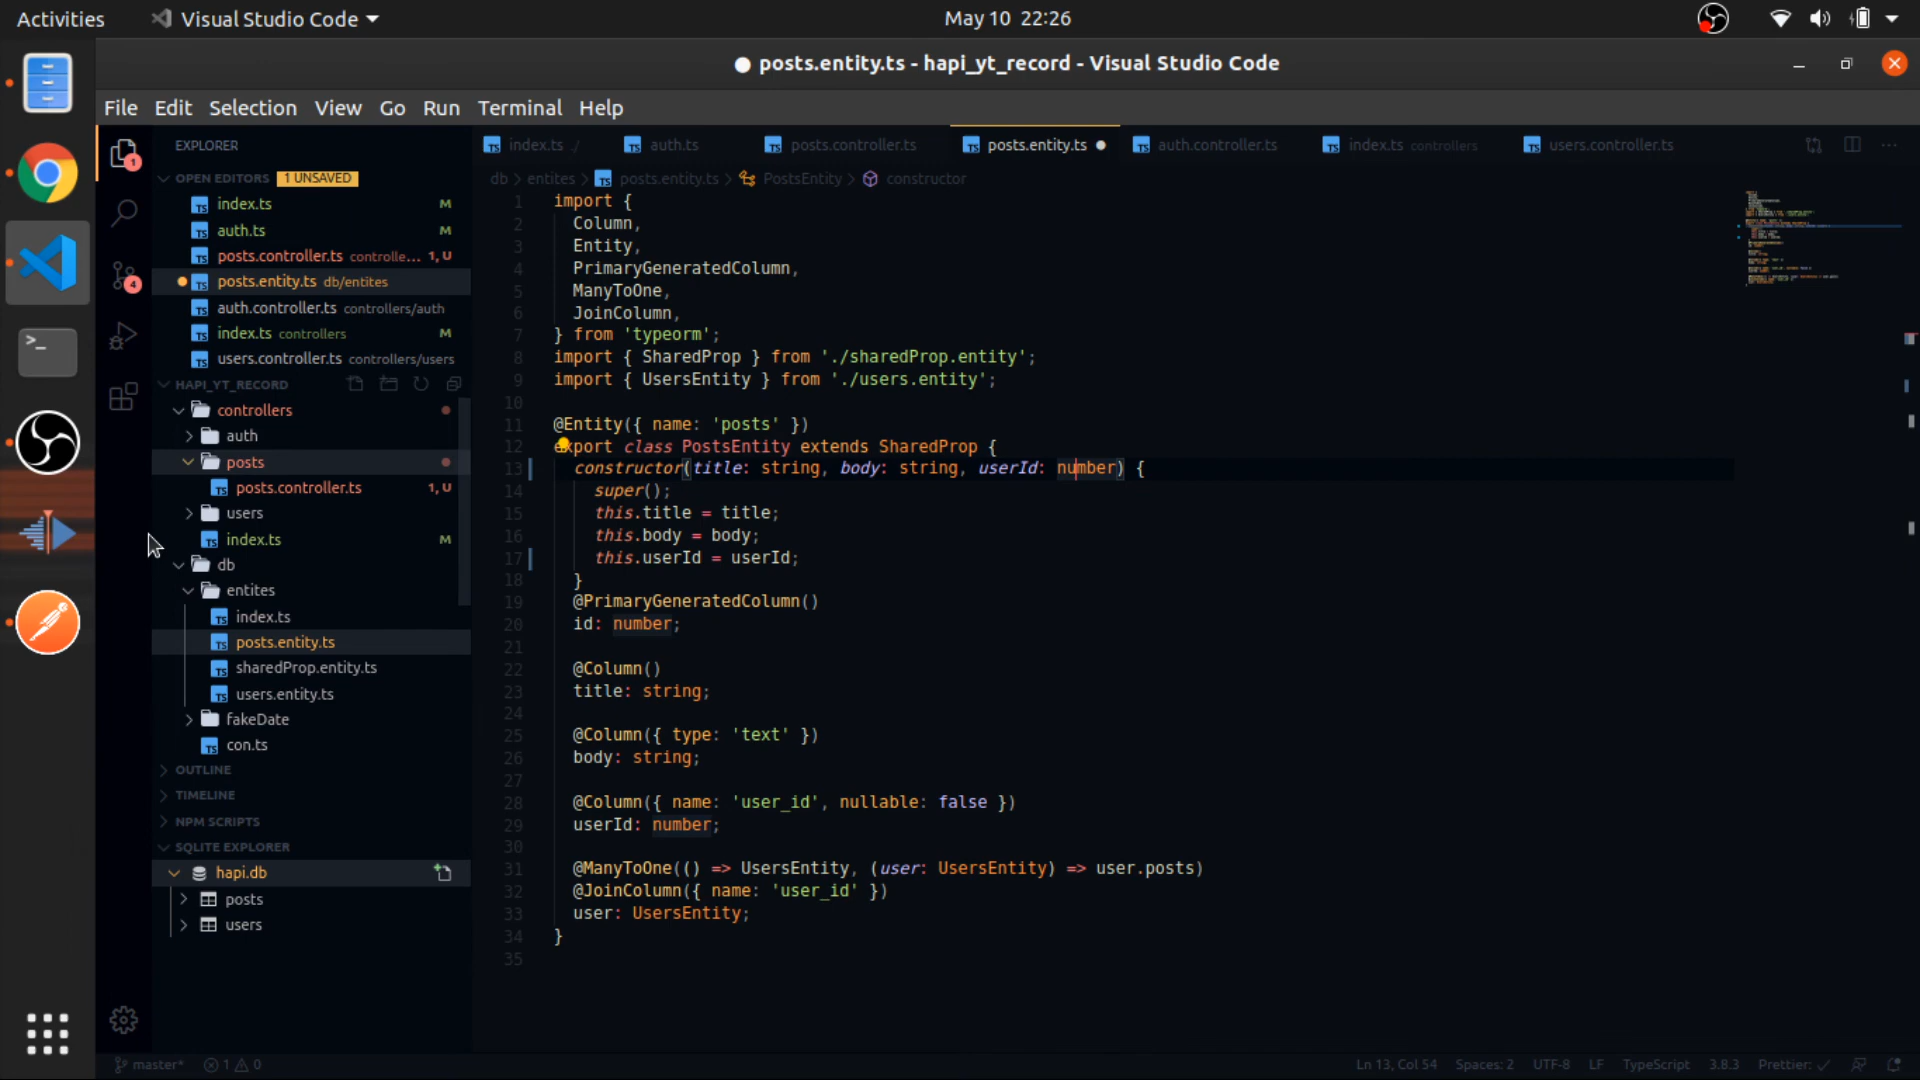 Activities
Visual Studio Code
May 10 22:26
posts.entity.ts - hapi_yt_record - Visual Studio Code
File Edit Selection View Go Run Terminal Help
EXPLORER
OPEN EDITORS 1 UNSAVED
index.ts M
auth.ts M
posts.controller.ts controlle... 1, U
posts.entity.ts db/entites
auth.controller.ts controllers/auth
index.ts controllers M
users.controller.ts controllers/users
HAPI_YT_RECORD
controllers
auth
posts
posts.controller.ts 1, U
users
index.ts M
db
entites
index.ts
posts.entity.ts
sharedProp.entity.ts
users.entity.ts
fakeDate
con.ts
OUTLINE
TIMELINE
NPM SCRIPTS
SQLITE EXPLORER
hapi.db
posts
users
1
4
index.ts ./
auth.ts
posts.controller.ts
posts.entity.ts
auth.controller.ts
index.ts controllers
users.controller.ts
db > entites > posts.entity.ts > PostsEntity > constructor
1 import {
2 Column,
3 Entity,
4 PrimaryGeneratedColumn,
5 ManyToOne,
6 JoinColumn,
7 } from 'typeorm';
8 import { SharedProp } from './sharedProp.entity';
9 import { UsersEntity } from './users.entity';
10
11 @Entity({ name: 'posts' })
12 export class PostsEntity extends SharedProp {
13 constructor(title: string, body: string, userId: number) {
14 super();
15 this.title = title;
16 this.body = body;
17 this.userId = userId;
18 }
19 @PrimaryGeneratedColumn()
20 id: number;
21
22 @Column()
23 title: string;
24
25 @Column({ type: 'text' })
26 body: string;
27
28 @Column({ name: 'user_id', nullable: false })
29 userId: number;
30
31 @ManyToOne(() => UsersEntity, (user: UsersEntity) => user.posts)
32 @JoinColumn({ name: 'user_id' })
33 user: UsersEntity;
34 }
35
master* 1 0
Ln 13, Col 54 Spaces: 2 UTF-8 LF TypeScript 3.8.3 Prettier: ✓